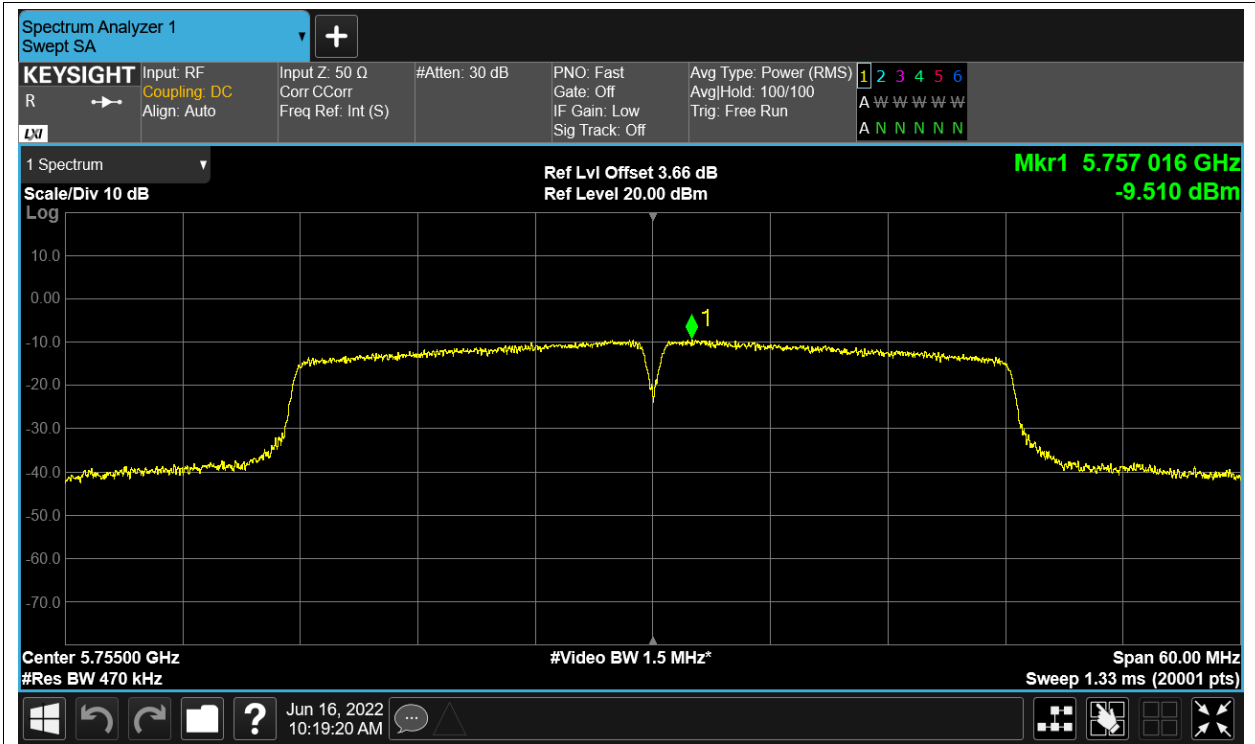 Spectrum Analyzer 1
Swept SA
KEYSIGHT
R
LXI
Input: RF
Coupling: DC
Align: Auto
Input Z: 50 Ω
Corr CCorr
Freq Ref: Int (S)
#Atten: 30 dB
PNO: Fast
Gate: Off
IF Gain: Low
Sig Track: Off
Avg Type: Power (RMS)
Avg|Hold: 100/100
Trig: Free Run
1 2 3 4 5 6
A W W W W W
A N N N N N
1 Spectrum
Scale/Div 10 dB
Log
Ref Lvl Offset 3.66 dB
Ref Level 20.00 dBm
Mkr1 5.757 016 GHz
-9.510 dBm
10.0
0.00
-10.0
-20.0
-30.0
-40.0
-50.0
-60.0
-70.0
1
Center 5.75500 GHz
#Res BW 470 kHz
#Video BW 1.5 MHz*
Span 60.00 MHz
Sweep 1.33 ms (20001 pts)
?
Jun 16, 2022
10:19:20 AM